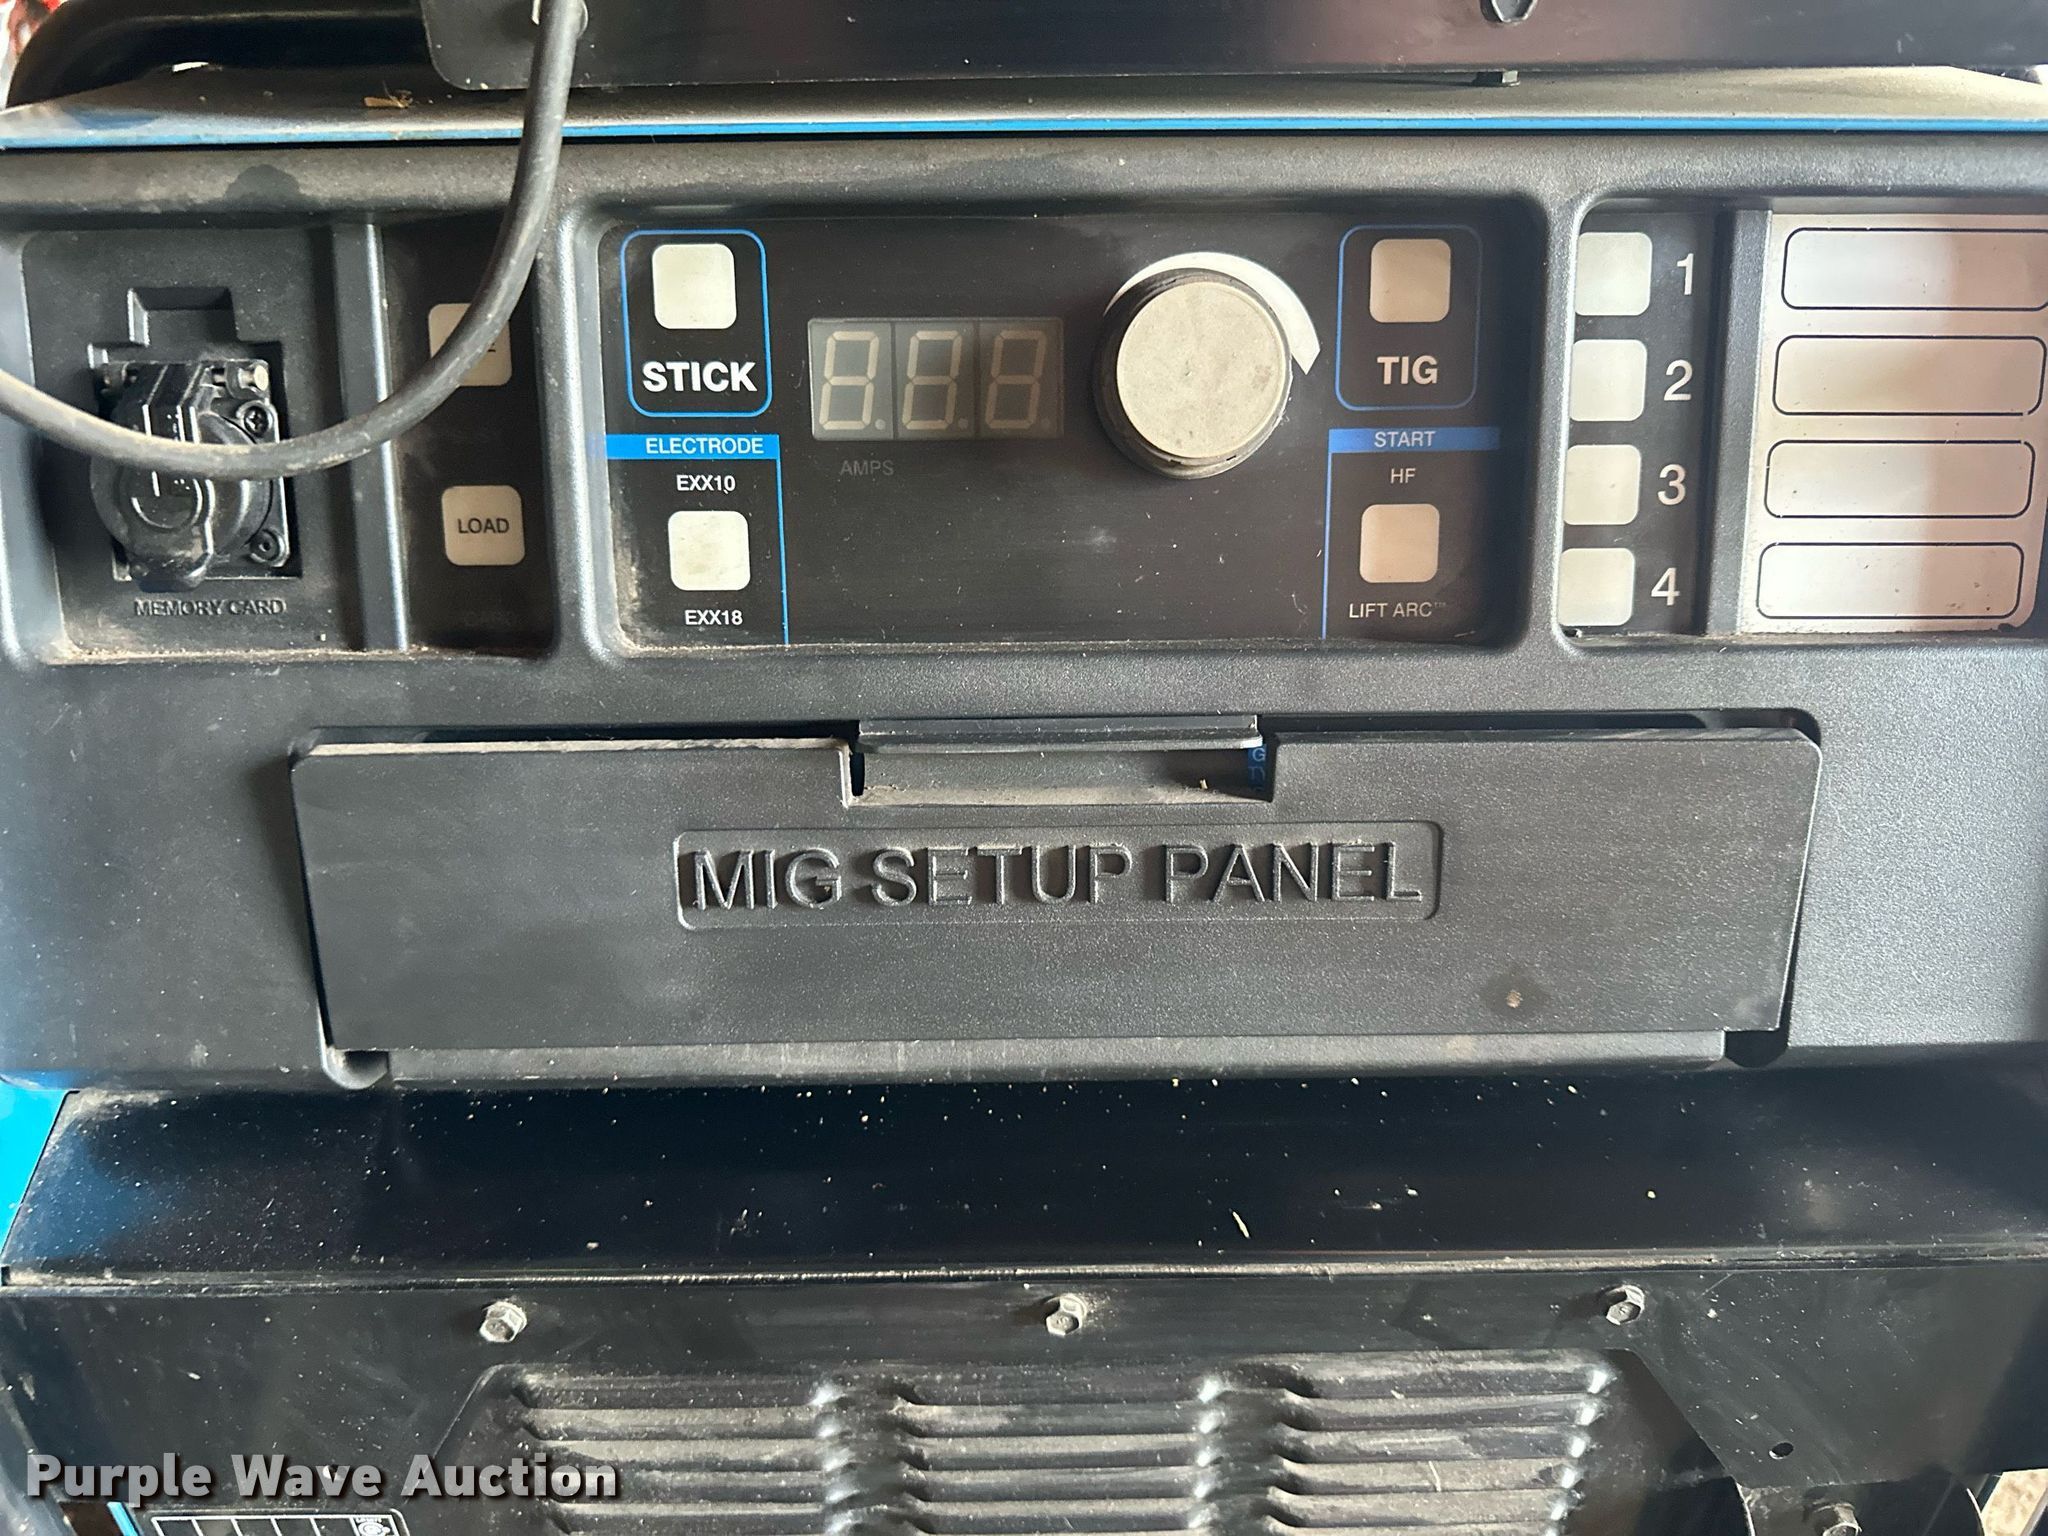 MEMORY CARD
LOAD
STICK
ELECTRODE
EXX10
EXX18
AMPS
TIG
START
HF
LIFT ARC™
1
2
3
4
MIG SETUP PANEL
Purple Wave Auction